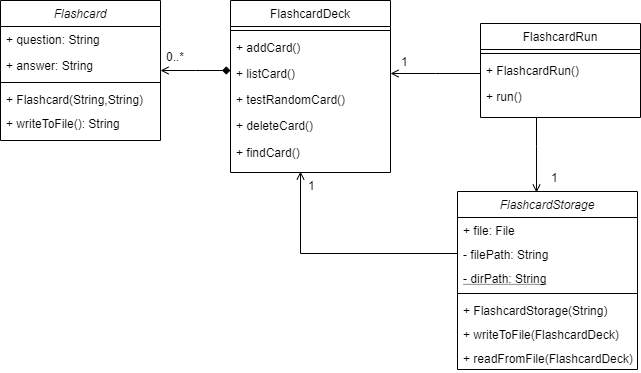 Flashcard
+ question: String
+ answer: String
+ Flashcard(String,String)
+ writeToFile(): String
0..*
FlashcardDeck
+ addCard()
+ listCard()
+ testRandomCard()
+ deleteCard()
+ findCard()
1
FlashcardRun
+ FlashcardRun()
+ run()
1
1
FlashcardStorage
+ file: File
- filePath: String
- dirPath: String
+ FlashcardStorage(String)
+ writeToFile(FlashcardDeck)
+ readFromFile(FlashcardDeck)